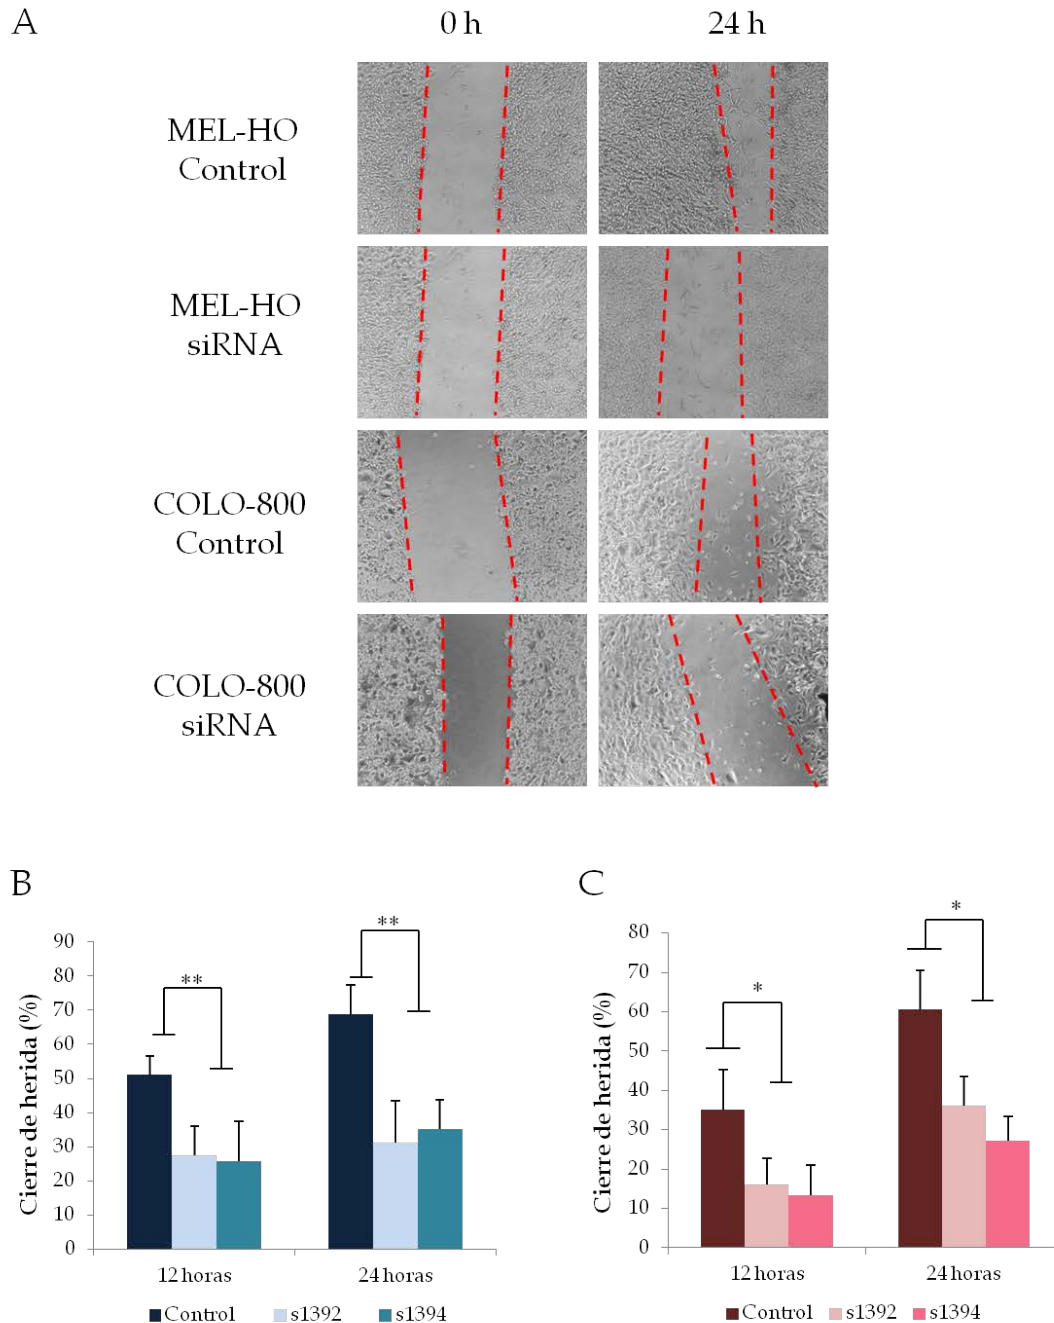 A
0 h
24 h
MEL-HO
Control
MEL-HO
siRNA
COLO-800
Control
COLO-800
siRNA
B
Cierre de herida (%)
90
80
70
60
50
40
30
20
10
0
**
**
12 horas
24 horas
Control
s1392
s1394
C
Cierre de herida (%)
80
70
60
50
40
30
20
10
0
*
*
12 horas
24 horas
Control
s1392
s1394